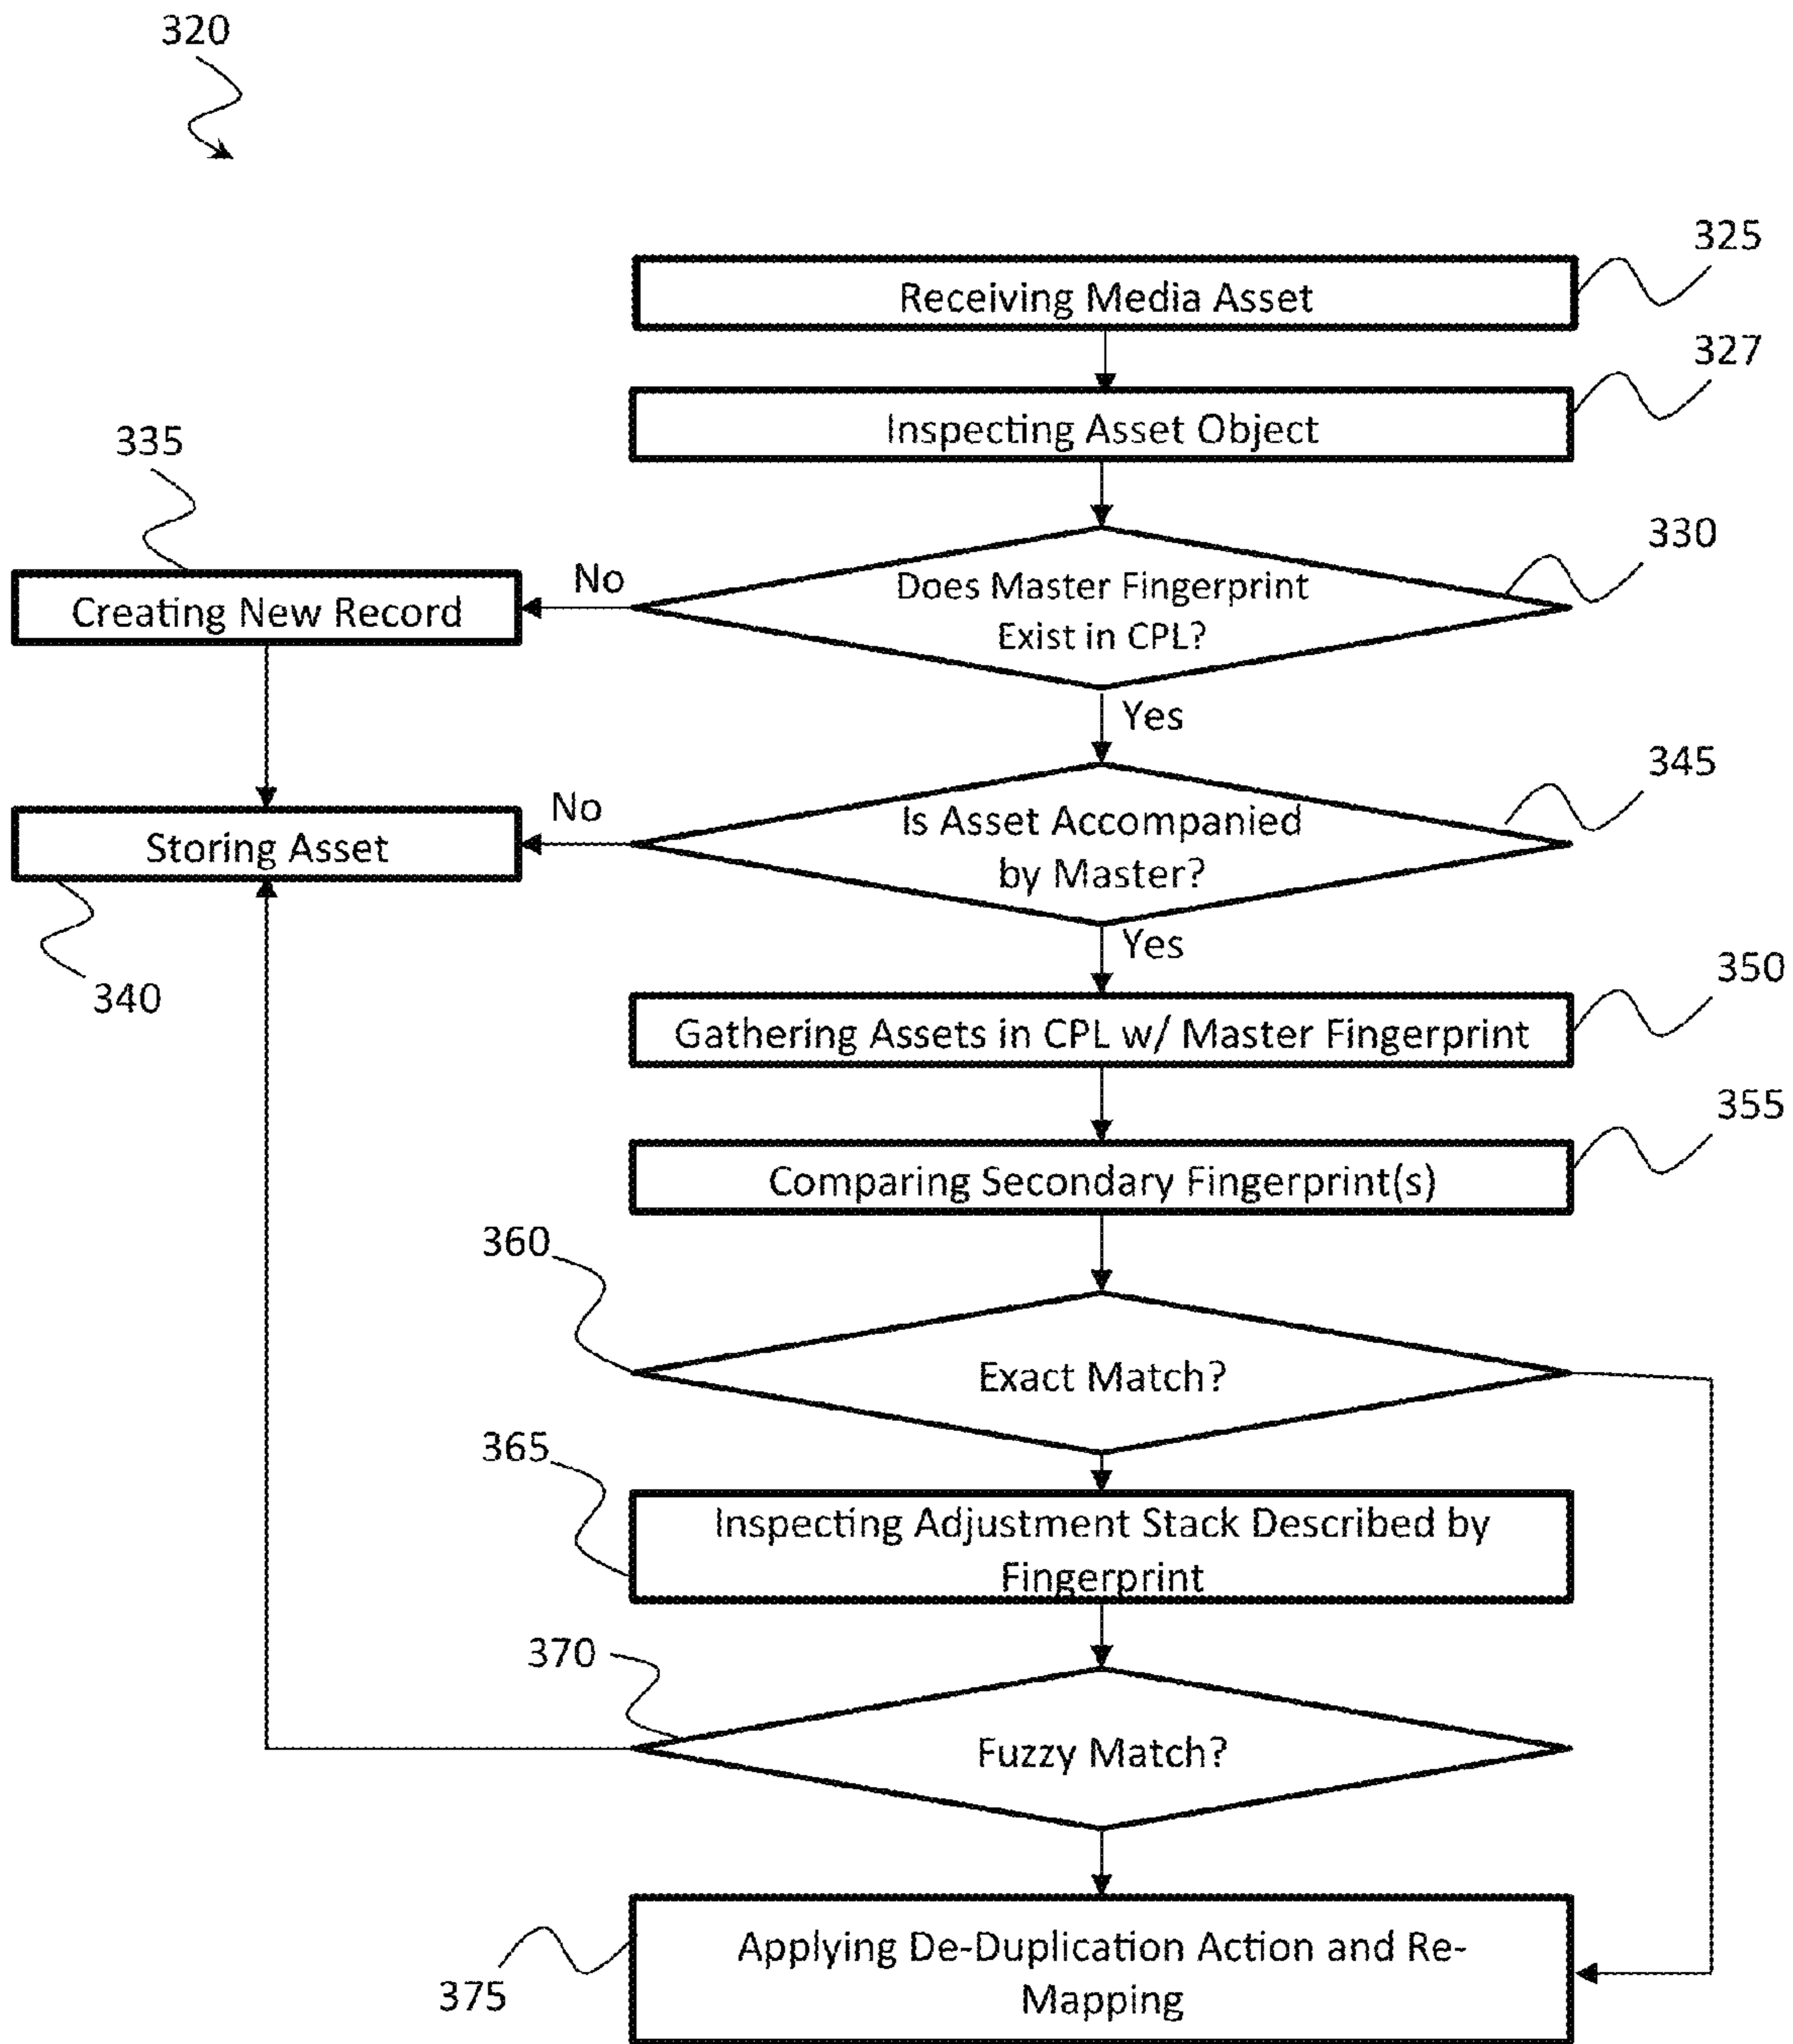 320
325
Receiving Media Asset
327
Inspecting Asset Object
335
330
No
Does Master Fingerprint
Exist in CPL?
Creating New Record
Yes
345
No
Is Asset Accompanied
by Master?
Storing Asset
Yes
340
350
Gathering Assets in CPL w/ Master Fingerprint
355
Comparing Secondary Fingerprint(s)
360
Exact Match?
365
Inspecting Adjustment Stack Described by
Fingerprint
370
Fuzzy Match?
Applying De-Duplication Action and Re-
Mapping
375